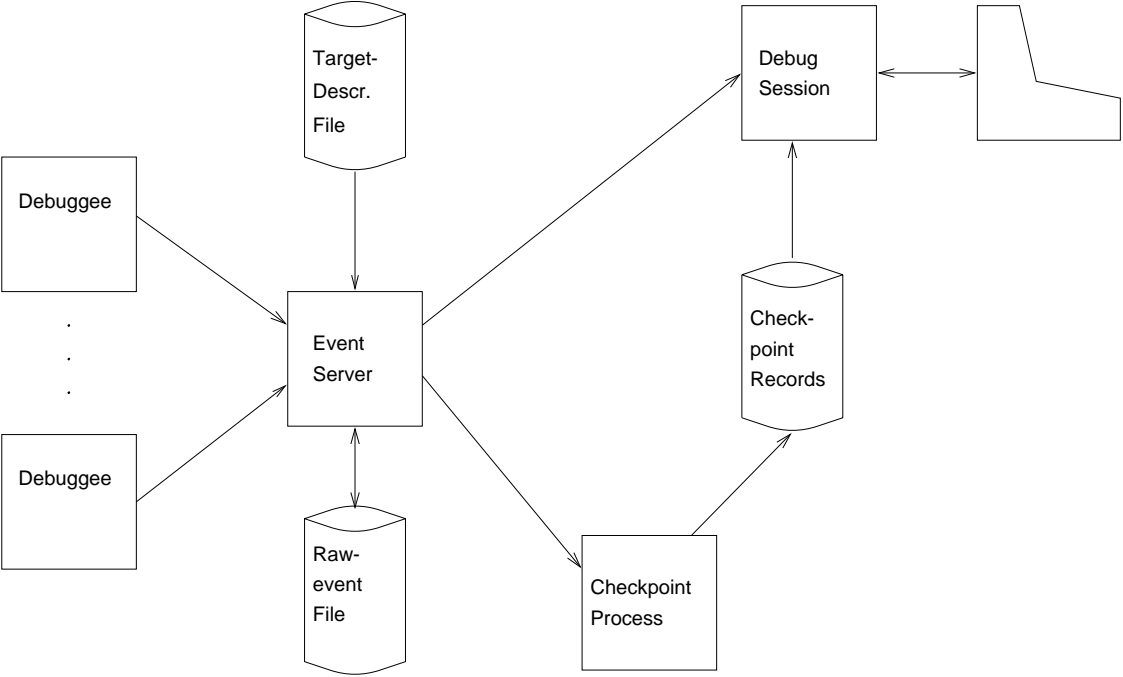 Target-
Descr.
File
Debug
Session
Debuggee
.
.
.
Event
Server
Check-
point
Records
Debuggee
Raw-
event
File
Checkpoint
Process